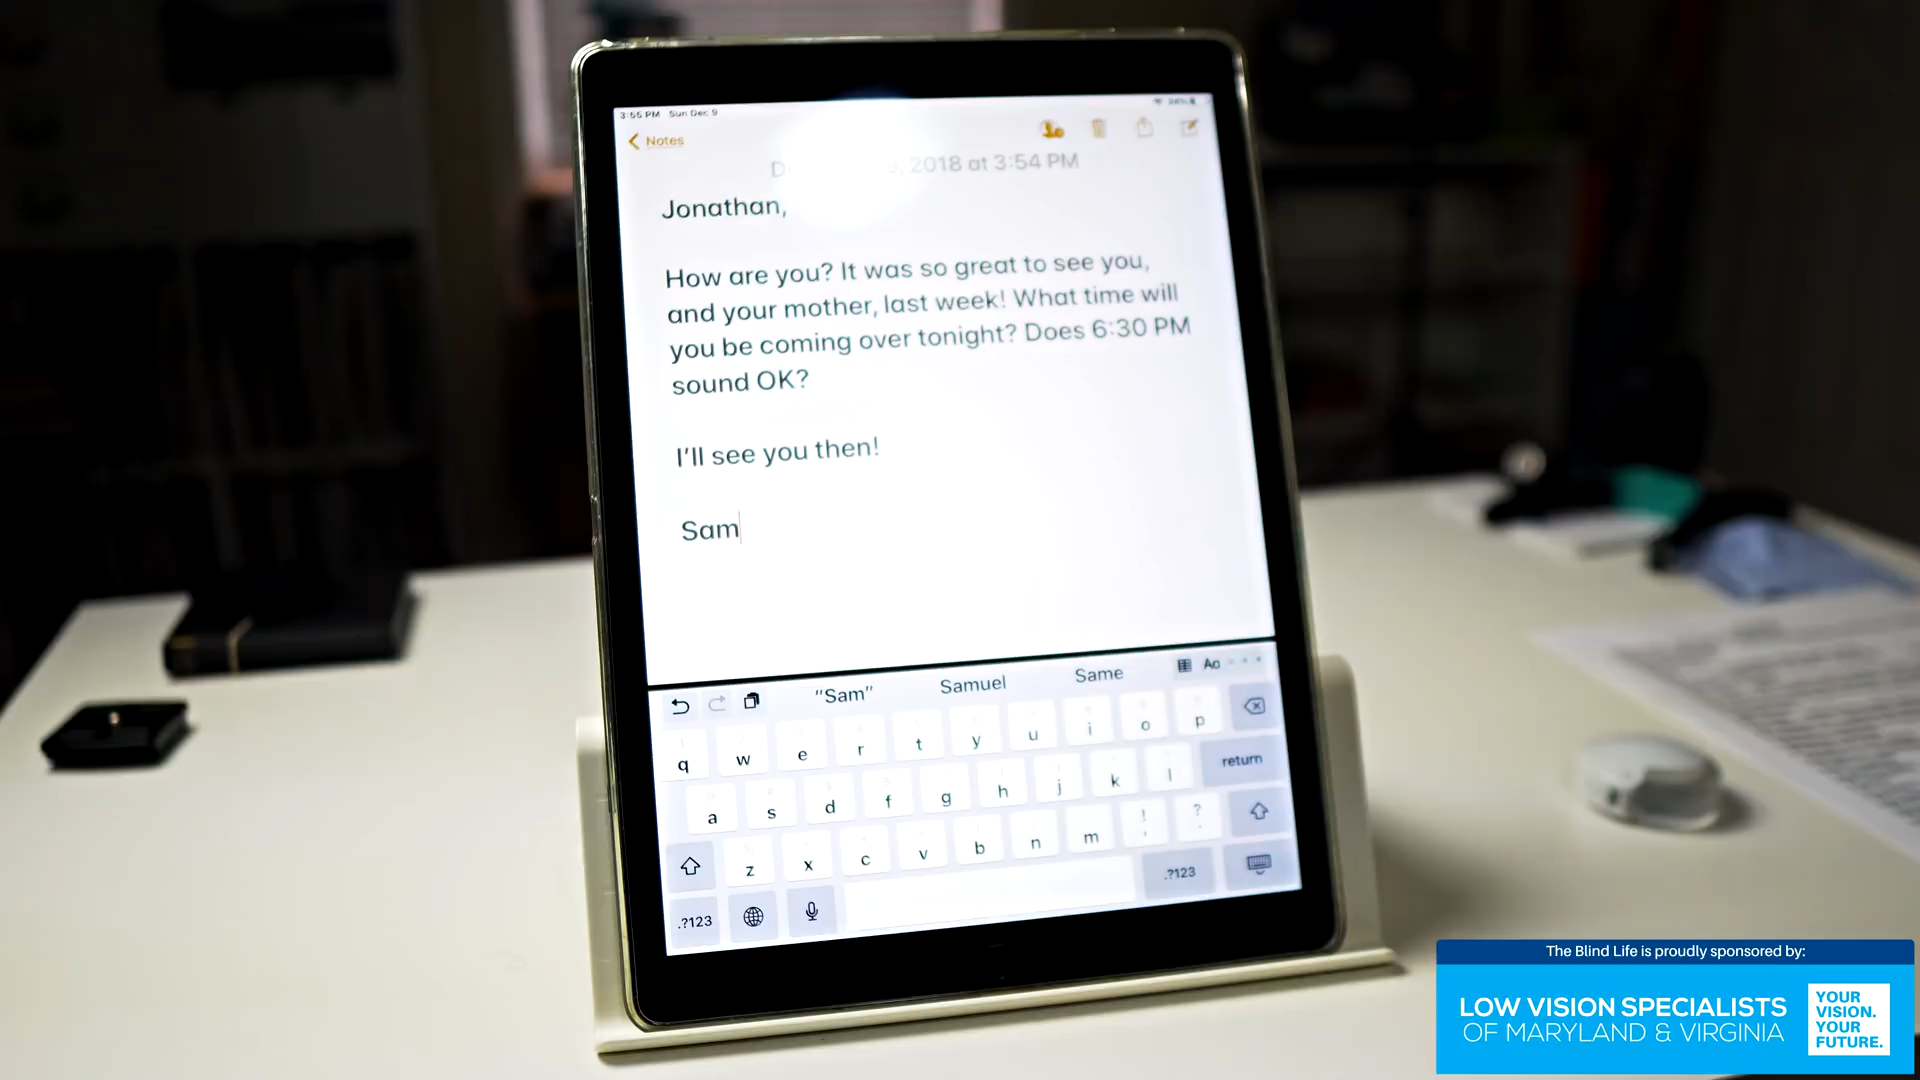 3:55 PM Sun Dec 9
Notes
2018 at 3:54 PM
Jonathan,
How are you? It was so great to see you,
and your mother, last week! What time will
you be coming over tonight? Does 6:30 PM
sound OK?
I'll see you then!
Sam
"Sam" Samuel Same Aa
q w e r t y u i o p
a s d f g h j k l return
z x c v b n m ! , ? .
.?123 .?123
The Blind Life is proudly sponsored by:
LOW VISION SPECIALISTS
OF MARYLAND & VIRGINIA
YOUR
VISION.
YOUR
FUTURE.